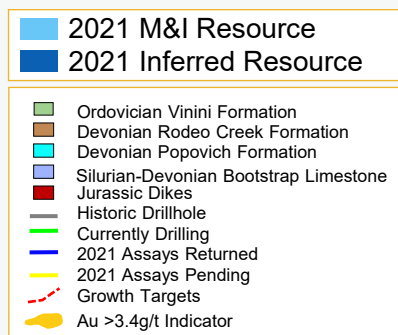 2021 M&I Resource
2021 Inferred Resource
Ordovician Vinini Formation
Devonian Rodeo Creek Formation
Devonian Popovich Formation
Silurian-Devonian Bootstrap Limestone
Jurassic Dikes
Historic Drillhole
Currently Drilling
2021 Assays Returned
2021 Assays Pending
Growth Targets
Au >3.4g/t Indicator